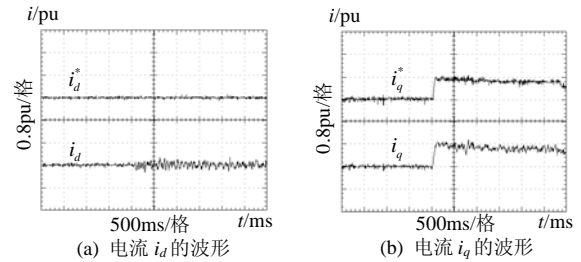 i/pu
0.8pu/格
i_d^*
i_d
500ms/格
t/ms
(a) 电流 i_d 的波形
i/pu
0.8pu/格
i_q^*
i_q
500ms/格
t/ms
(b) 电流 i_q 的波形